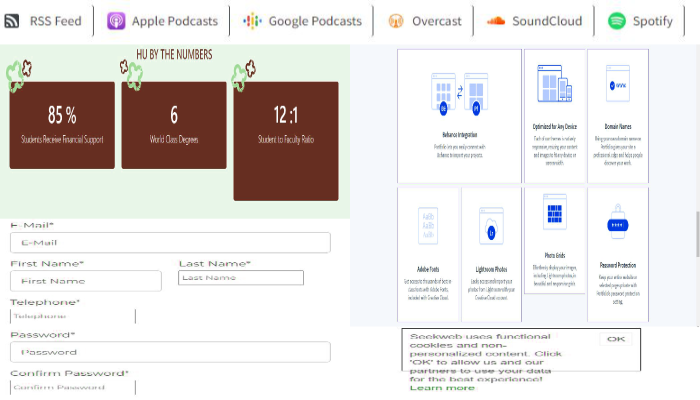 RSS Feed
Apple Podcasts
Google Podcasts
Overcast
SoundCloud
Spotify
HU BY THE NUMBERS
85 %
Students Receive Financial Support
6
World Class Degrees
12 :1
Student to Faculty Ratio
E-Mail*
E-Mail
First Name*
First Name
Last Name*
Last Name
Telephone*
Telephone
Password*
Password
Confirm Password*
Confirm Password
Behance Integration
Optimized for Any Device
Domain Names
www
Adobe Fonts
Lightroom Photos
Photo Grids
Password Protection
Seekweb uses functional
cookies and non-
personalized content. Click
'OK' to allow us and our
partners to use your data
for the best experience!
Learn more
OK